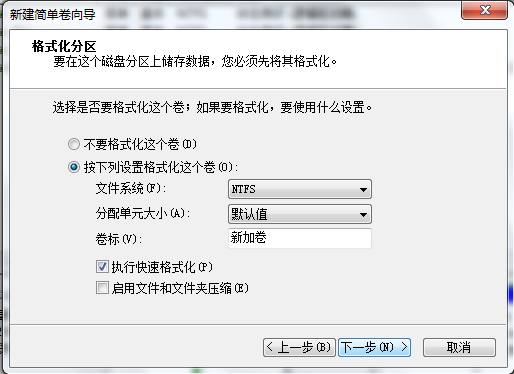 新建简单卷向导
格式化分区
要在这个磁盘分区上储存数据，您必须先将其格式化。
选择是否要格式化这个卷；如果要格式化，要使用什么设置。
不要格式化这个卷(D)
按下列设置格式化这个卷(O):
文件系统(F): NTFS
分配单元大小(A): 默认值
卷标(V): 新加卷
执行快速格式化(P)
启用文件和文件夹压缩(E)
< 上一步(B) 下一步(N) > 取消